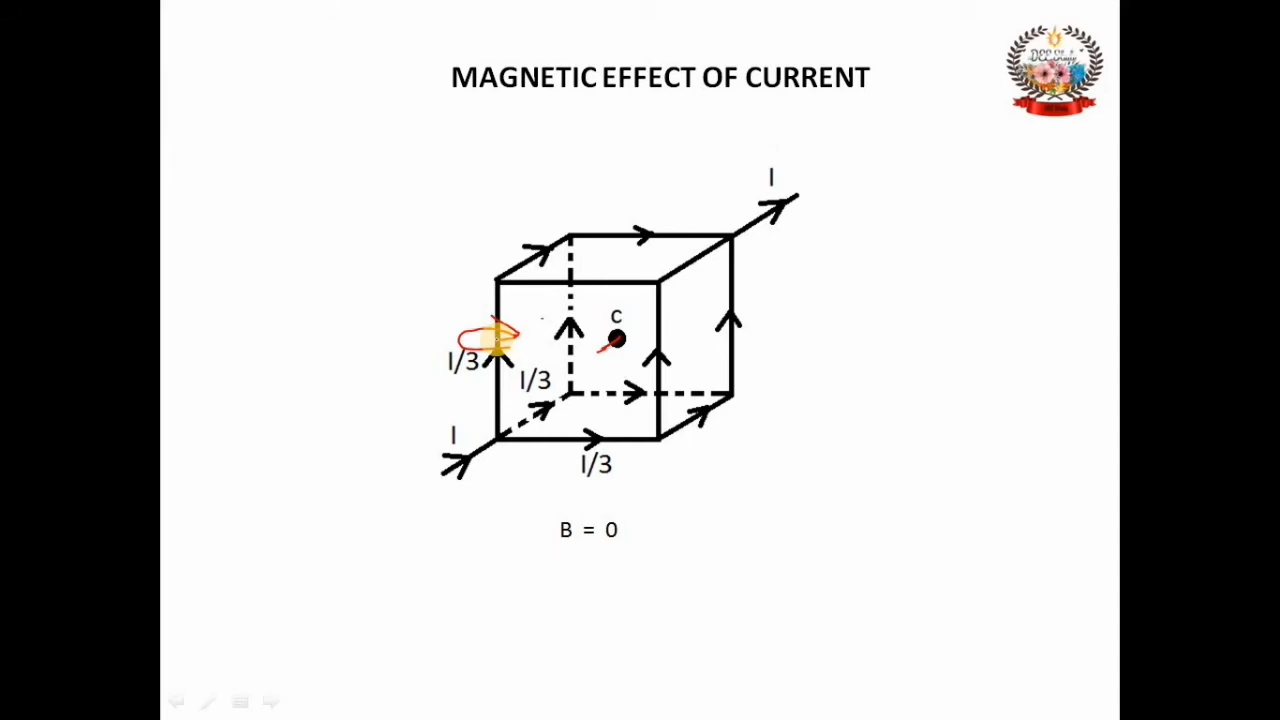 MAGNETIC EFFECT OF CURRENT
I
C
I/3
I/3
I
I/3
B = 0